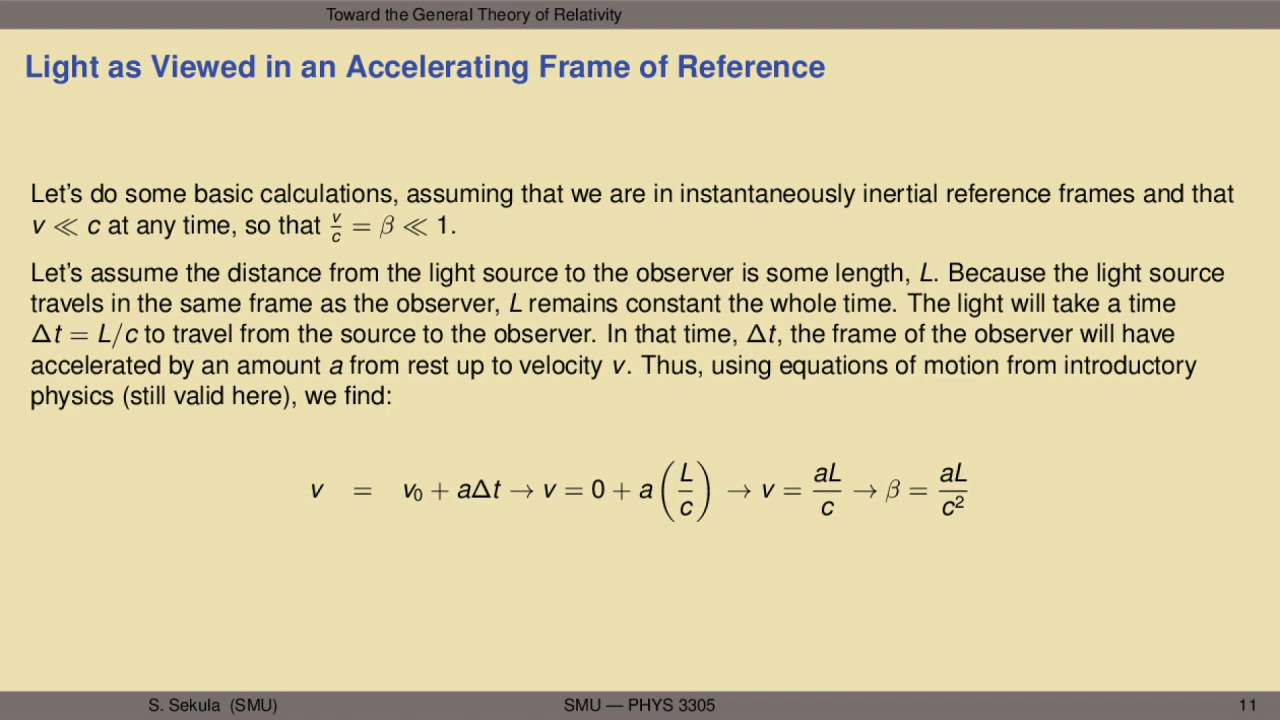 Toward the General Theory of Relativity
Light as Viewed in an Accelerating Frame of Reference
Let's do some basic calculations, assuming that we are in instantaneously inertial reference frames and that
v ≪ c at any time, so that v/c = β ≪ 1.
Let's assume the distance from the light source to the observer is some length, L. Because the light source
travels in the same frame as the observer, L remains constant the whole time. The light will take a time
Δt = L/c to travel from the source to the observer. In that time, Δt, the frame of the observer will have
accelerated by an amount a from rest up to velocity v. Thus, using equations of motion from introductory
physics (still valid here), we find:
v = v₀ + aΔt → v = 0 + a (L/c) → v = aL/c → β = aL/c²
S. Sekula (SMU) SMU — PHYS 3305 11